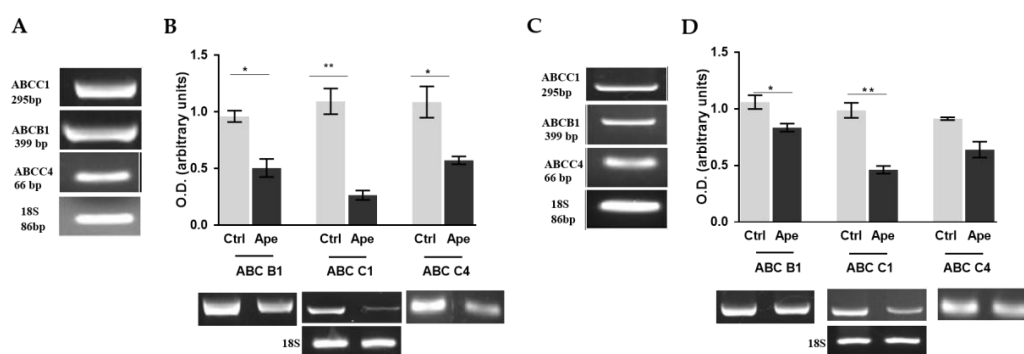 A
ABCC1
295bp
ABCB1
399 bp
ABCC4
66 bp
18S
86bp
B
O.D. (arbitrary units)
1.5
1.0
0.5
0.0
*
**
*
Ctrl Ape Ctrl Ape Ctrl Ape
ABC B1 ABC C1 ABC C4
18S
C
ABCC1
295bp
ABCB1
399 bp
ABCC4
66 bp
18S
86bp
D
O.D. (arbitrary units)
1.5
1.0
0.5
0.0
*
**
Ctrl Ape Ctrl Ape Ctrl Ape
ABC B1 ABC C1 ABC C4
18S